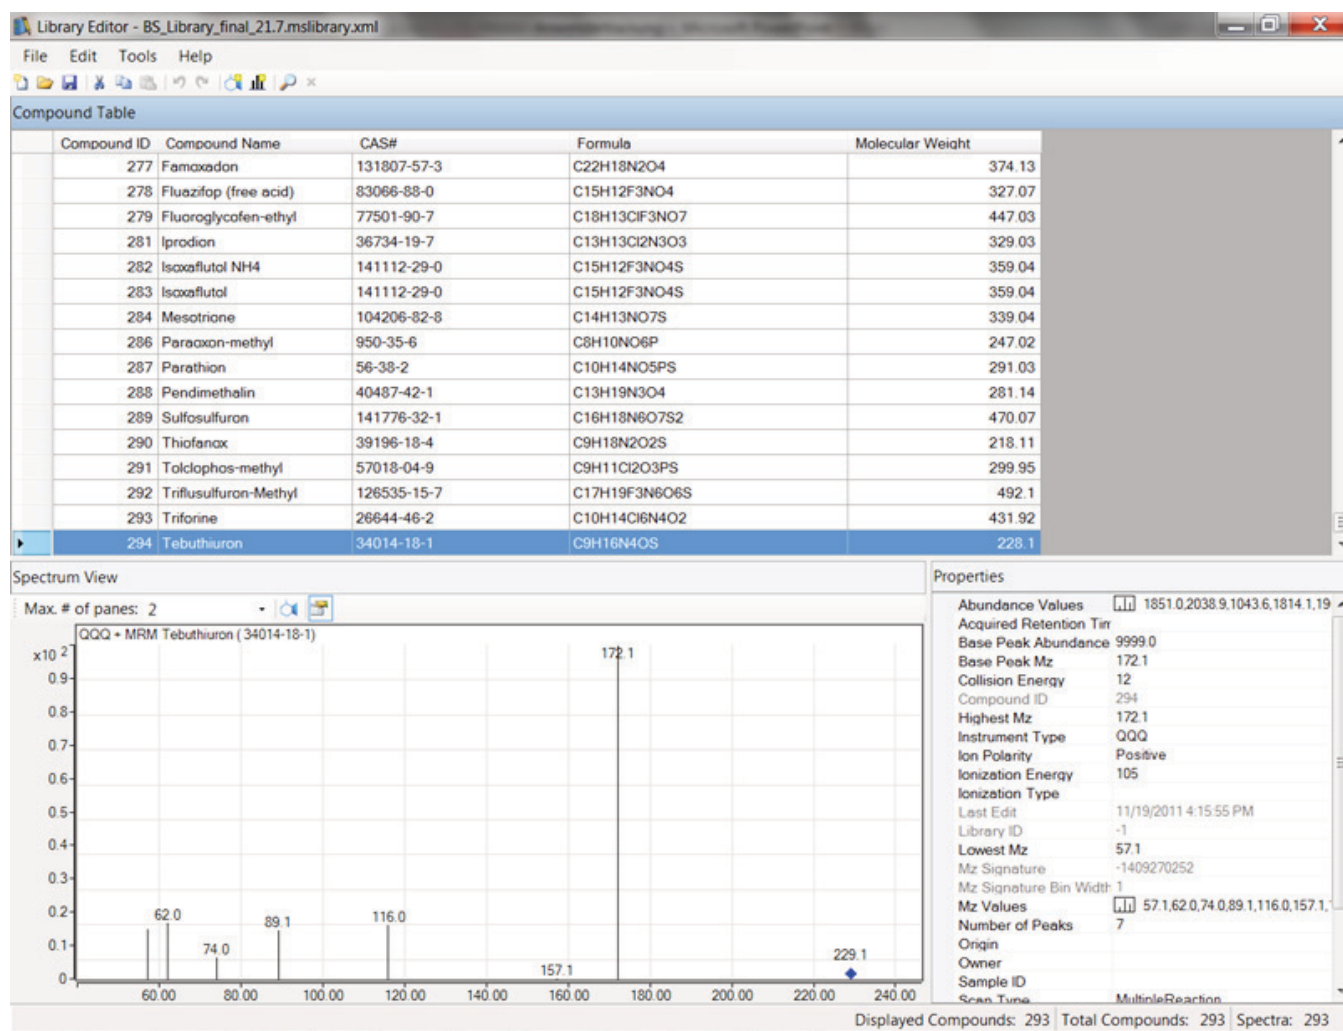 Library Editor - BS_Library_final_21.7.mslibrary.xml
File Edit Tools Help
Compound Table
Compound ID Compound Name CAS# Formula Molecular Weight
277 Famoxadon 131807-57-3 C22H18N2O4 374.13
278 Fluazifop (free acid) 83066-88-0 C15H12F3NO4 327.07
279 Fluoroglycofen-ethyl 77501-90-7 C18H13ClF3NO7 447.03
281 Iprodion 36734-19-7 C13H13Cl2N3O3 329.03
282 Isoxaflutol NH4 141112-29-0 C15H12F3NO4S 359.04
283 Isoxaflutol 141112-29-0 C15H12F3NO4S 359.04
284 Mesotrione 104206-82-8 C14H13NO7S 339.04
286 Paraoxon-methyl 950-35-6 C8H10NO6P 247.02
287 Parathion 56-38-2 C10H14NO5PS 291.03
288 Pendimethalin 40487-42-1 C13H19N3O4 281.14
289 Sulfosulfuron 141776-32-1 C16H18N6O7S2 470.07
290 Thiofanox 39196-18-4 C9H18N2O2S 218.11
291 Tolclophos-methyl 57018-04-9 C9H11Cl2O3PS 299.95
292 Triflusulfuron-Methyl 126535-15-7 C17H19F3N6O6S 492.1
293 Triforine 26644-46-2 C10H14Cl6N4O2 431.92
294 Tebuthiuron 34014-18-1 C9H16N4OS 228.1
Spectrum View
Max. # of panes: 2
QQQ + MRM Tebuthiuron ( 34014-18-1)
x10 2
0.9
0.8
0.7
0.6
0.5
0.4
0.3
0.2
0.1
0
172.1
62.0
74.0
89.1
116.0
157.1
229.1
60.00 80.00 100.00 120.00 140.00 160.00 180.00 200.00 220.00 240.00
Properties
Abundance Values 1851.0,2038.9,1043.6,1814.1,19
Acquired Retention Tim
Base Peak Abundance 9999.0
Base Peak Mz 172.1
Collision Energy 12
Compound ID 294
Highest Mz 172.1
Instrument Type QQQ
Ion Polarity Positive
Ionization Energy 105
Ionization Type
Last Edit 11/19/2011 4:15:55 PM
Library ID -1
Lowest Mz 57.1
Mz Signature -1409270252
Mz Signature Bin Width 1
Mz Values 57.1,62.0,74.0,89.1,116.0,157.1,
Number of Peaks 7
Origin
Owner
Sample ID
Scan Type MultipleReaction
Displayed Compounds: 293 Total Compounds: 293 Spectra: 293